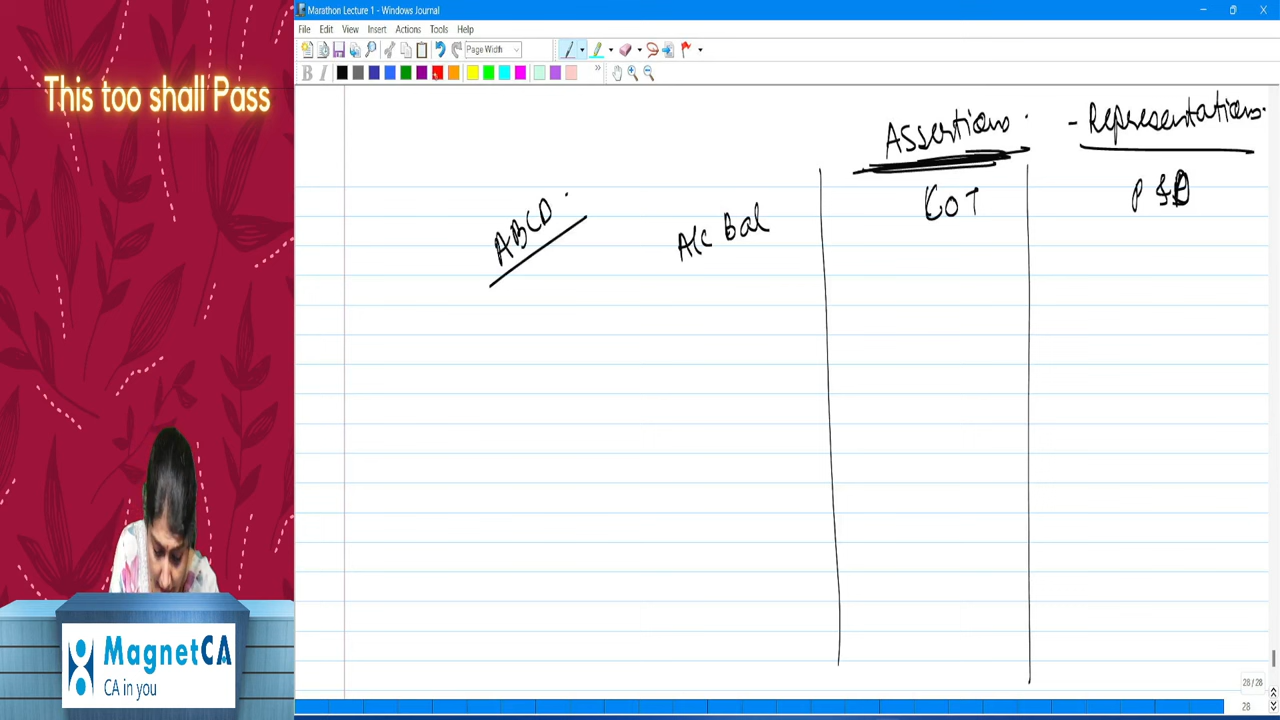 Marathon Lecture 1 - Windows Journal
File Edit View Insert Actions Tools Help
Page Width
B I
This too shall Pass
Assertions. - Representations.
ABCD. A/c Bal COT P&D
MagnetCA
CA in you
28/28
28